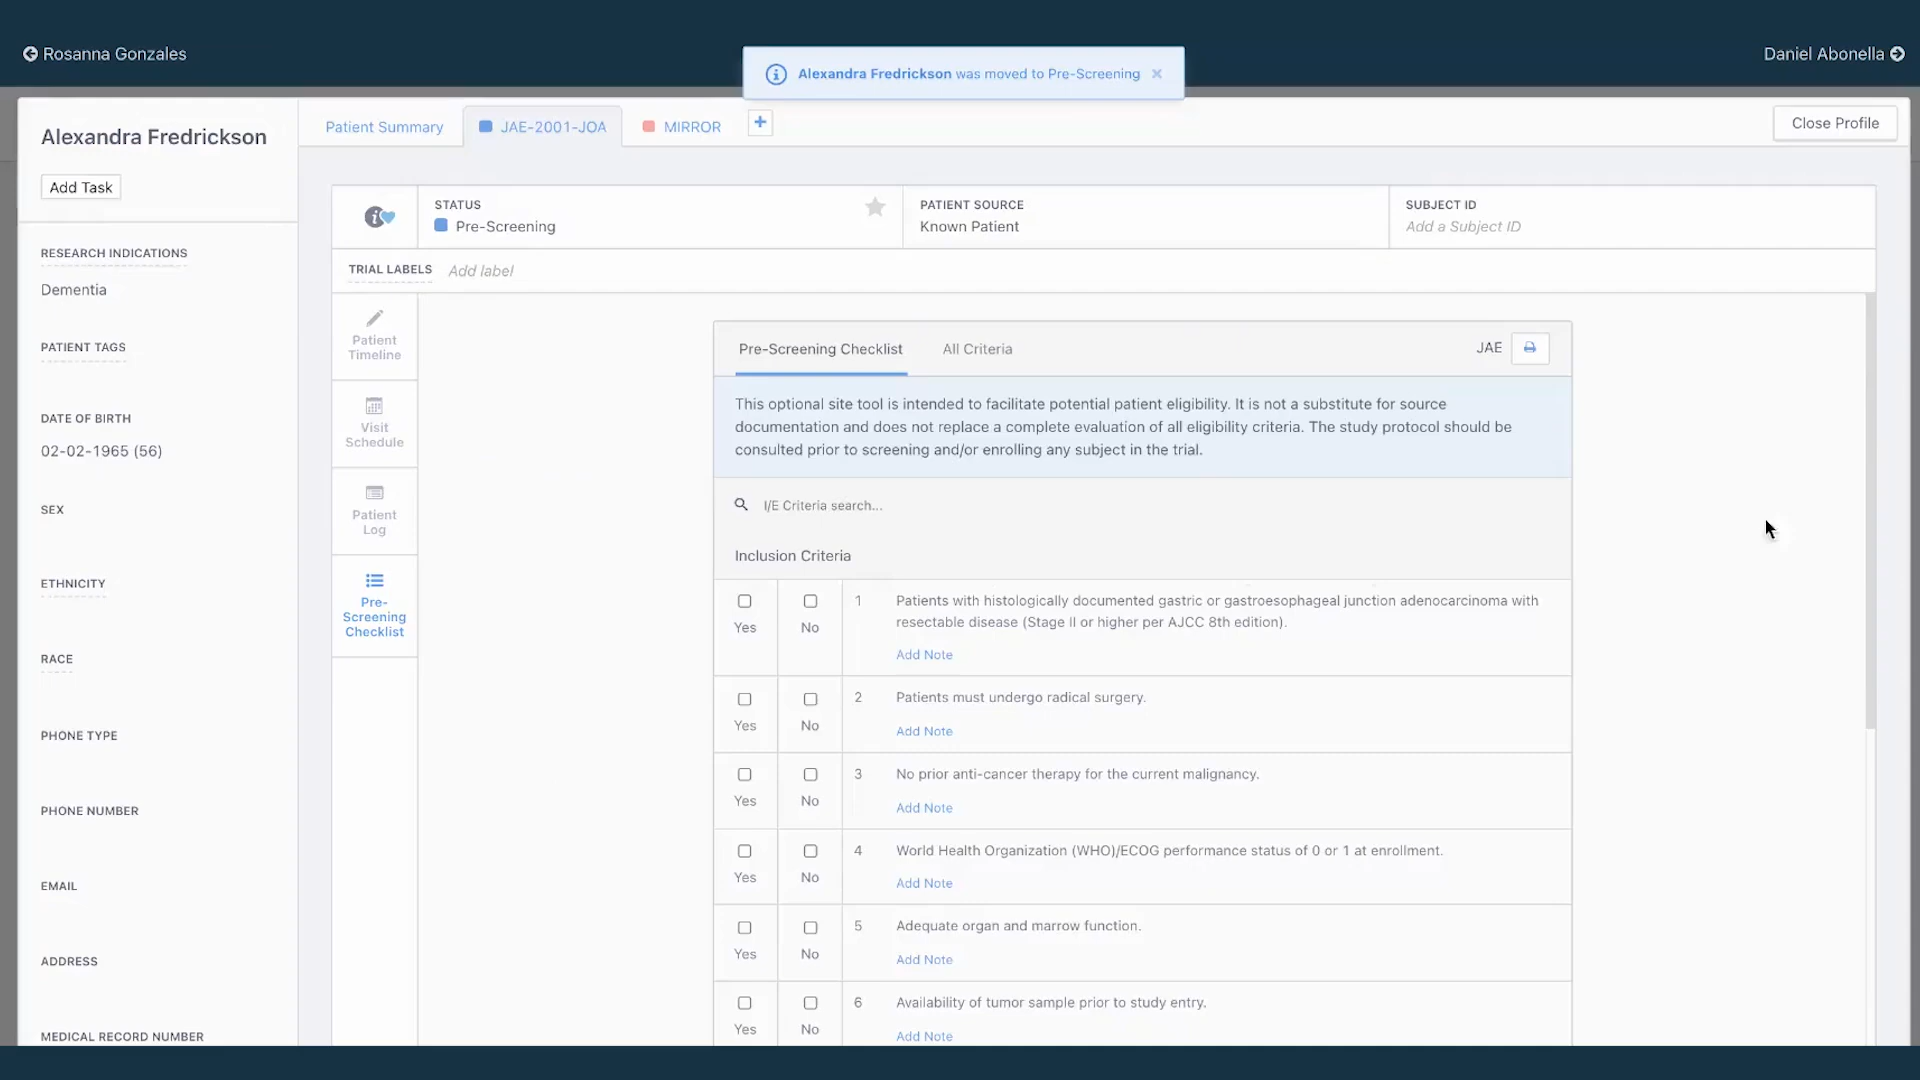 Rosanna Gonzales
Alexandra Fredrickson was moved to Pre-Screening
Daniel Abonella
Alexandra Fredrickson
Add Task
RESEARCH INDICATIONS
Dementia
PATIENT TAGS
DATE OF BIRTH
02-02-1965 (56)
SEX
ETHNICITY
RACE
PHONE TYPE
PHONE NUMBER
EMAIL
ADDRESS
MEDICAL RECORD NUMBER
Patient Summary
JAE-2001-JOA
MIRROR
+
Close Profile
STATUS
Pre-Screening
PATIENT SOURCE
Known Patient
SUBJECT ID
Add a Subject ID
TRIAL LABELS Add label
Patient
Timeline
Visit
Schedule
Patient
Log
Pre-
Screening
Checklist
Pre-Screening Checklist
All Criteria
JAE
This optional site tool is intended to facilitate potential patient eligibility. It is not a substitute for source
documentation and does not replace a complete evaluation of all eligibility criteria. The study protocol should be
consulted prior to screening and/or enrolling any subject in the trial.
I/E Criteria search...
Inclusion Criteria
Yes No 1 Patients with histologically documented gastric or gastroesophageal junction adenocarcinoma with
resectable disease (Stage II or higher per AJCC 8th edition).
Add Note
Yes No 2 Patients must undergo radical surgery.
Add Note
Yes No 3 No prior anti-cancer therapy for the current malignancy.
Add Note
Yes No 4 World Health Organization (WHO)/ECOG performance status of 0 or 1 at enrollment.
Add Note
Yes No 5 Adequate organ and marrow function.
Add Note
Yes No 6 Availability of tumor sample prior to study entry.
Add Note